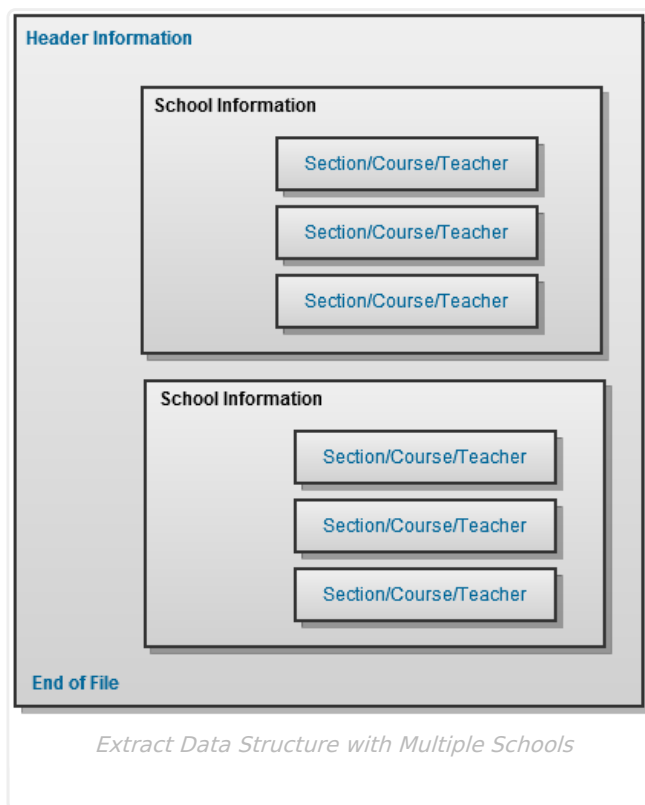 Header Information
School Information
Section/Course/Teacher
Section/Course/Teacher
Section/Course/Teacher
School Information
Section/Course/Teacher
Section/Course/Teacher
Section/Course/Teacher
End of File
Extract Data Structure with Multiple Schools